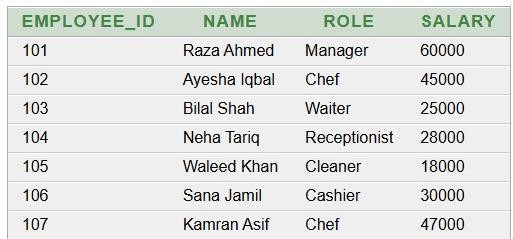 EMPLOYEE_ID NAME ROLE SALARY
101 Raza Ahmed Manager 60000
102 Ayesha Iqbal Chef 45000
103 Bilal Shah Waiter 25000
104 Neha Tariq Receptionist 28000
105 Waleed Khan Cleaner 18000
106 Sana Jamil Cashier 30000
107 Kamran Asif Chef 47000